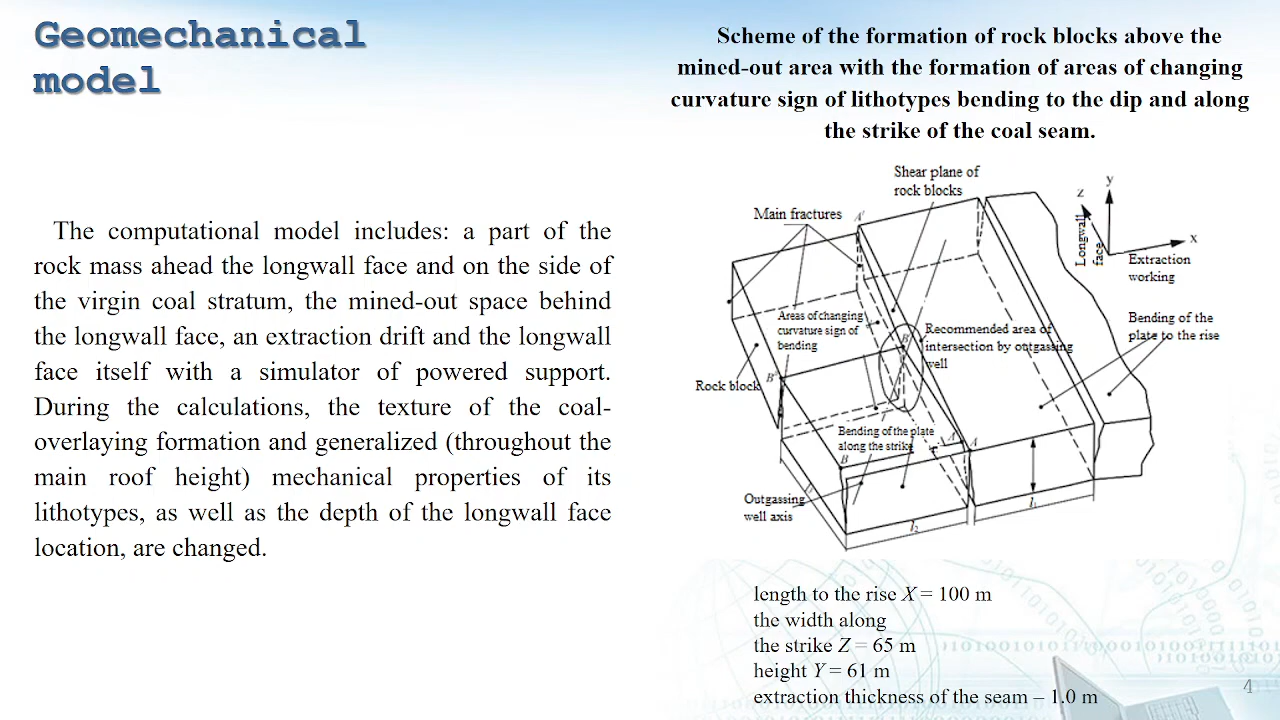 Geomechanical
model
The computational model includes: a part of the
rock mass ahead the longwall face and on the side of
the virgin coal stratum, the mined-out space behind
the longwall face, an extraction drift and the longwall
face itself with a simulator of powered support.
During the calculations, the texture of the coal-
overlaying formation and generalized (throughout the
main roof height) mechanical properties of its
lithotypes, as well as the depth of the longwall face
location, are changed.
Scheme of the formation of rock blocks above the
mined-out area with the formation of areas of changing
curvature sign of lithotypes bending to the dip and along
the strike of the coal seam.
Shear plane of
rock blocks
Main fractures
A'
y
z
x
Longwall
face
Extraction
working
Areas of changing
curvature sign of
bending
Recommended area of
intersection by outgassing
well
Bending of the
plate to the rise
Rock block
B"
B'
Bending of the plate
along the strike
A"
A
B
Outgassing
well axis
l₂
l₁
length to the rise X = 100 m
the width along
the strike Z = 65 m
height Y = 61 m
extraction thickness of the seam – 1.0 m
4